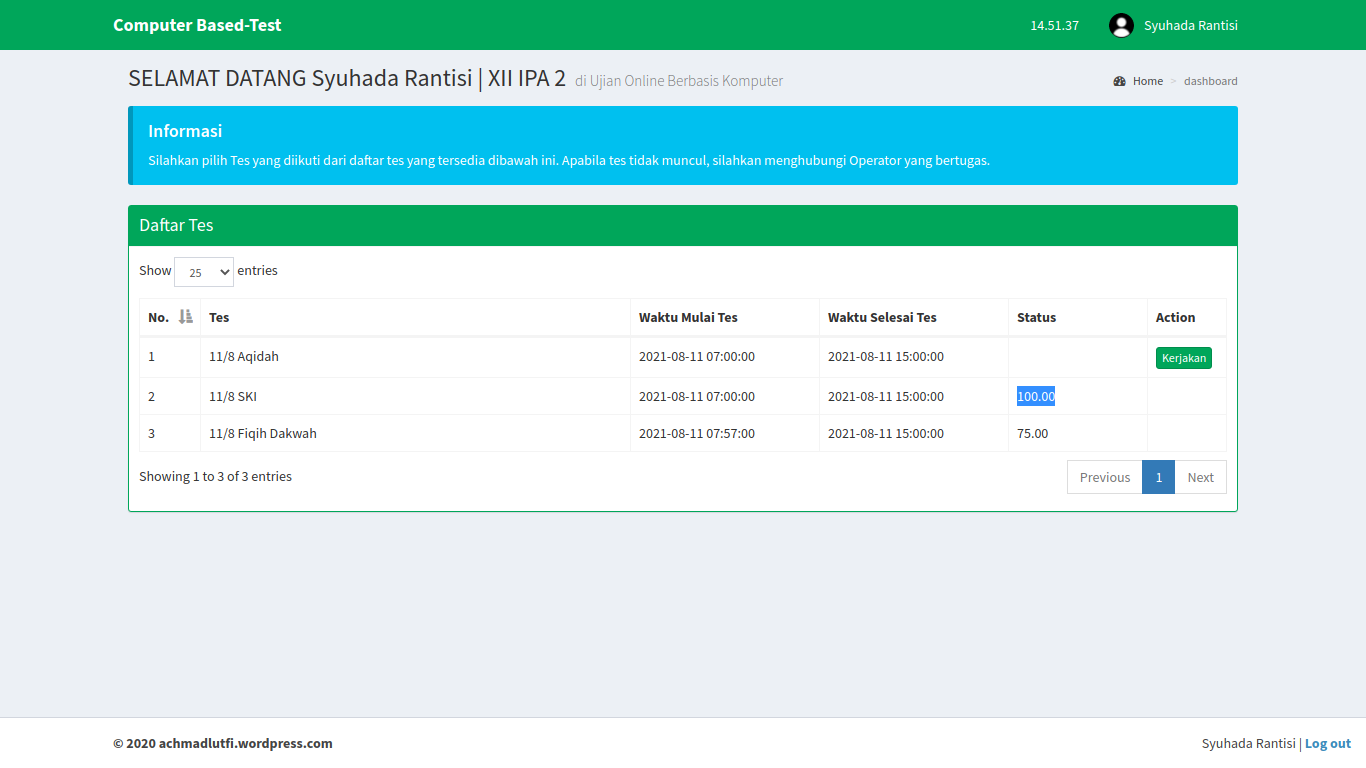 Computer Based-Test 14.51.37 Syuhada Rantisi
SELAMAT DATANG Syuhada Rantisi | XII IPA 2 di Ujian Online Berbasis Komputer Home > dashboard
Informasi
Silahkan pilih Tes yang diikuti dari daftar tes yang tersedia dibawah ini. Apabila tes tidak muncul, silahkan menghubungi Operator yang bertugas.
Daftar Tes
Show 25 entries
No. Tes Waktu Mulai Tes Waktu Selesai Tes Status Action
1 11/8 Aqidah 2021-08-11 07:00:00 2021-08-11 15:00:00 Kerjakan
2 11/8 SKI 2021-08-11 07:00:00 2021-08-11 15:00:00 100.00
3 11/8 Fiqih Dakwah 2021-08-11 07:57:00 2021-08-11 15:00:00 75.00
Showing 1 to 3 of 3 entries Previous 1 Next
© 2020 achmadlutfi.wordpress.com Syuhada Rantisi | Log out